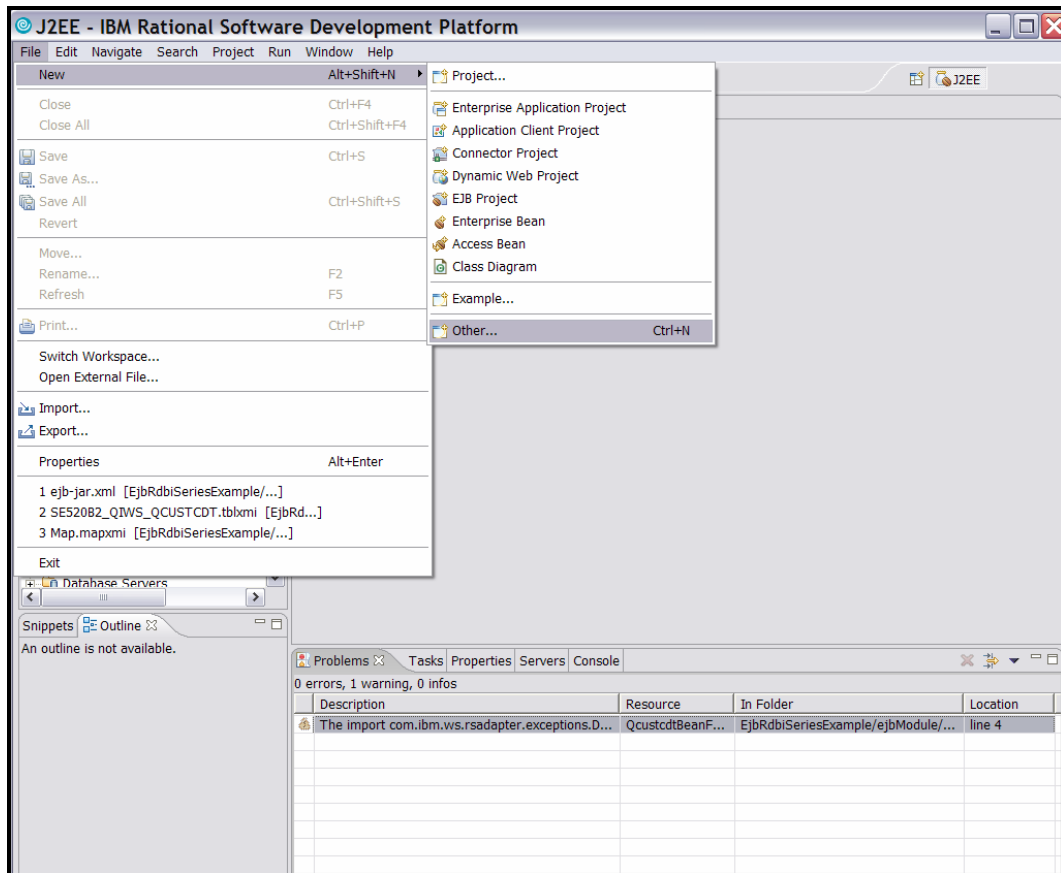 J2EE - IBM Rational Software Development Platform
File Edit Navigate Search Project Run Window Help
New Alt+Shift+N
Close Ctrl+F4
Close All Ctrl+Shift+F4
Save Ctrl+S
Save As...
Save All Ctrl+Shift+S
Revert
Move...
Rename... F2
Refresh F5
Print... Ctrl+P
Switch Workspace...
Open External File...
Import...
Export...
Properties Alt+Enter
1 ejb-jar.xml [EjbRdbiSeriesExample/...]
2 SE520B2_QIWS_QCUSTCDT.tblxmi [EjbRd...]
3 Map.mapxmi [EjbRdbiSeriesExample/...]
Exit
Project...
Enterprise Application Project
Application Client Project
Connector Project
Dynamic Web Project
EJB Project
Enterprise Bean
Access Bean
Class Diagram
Example...
Other... Ctrl+N
J2EE
Database Servers
Snippets Outline
An outline is not available.
Problems Tasks Properties Servers Console
0 errors, 1 warning, 0 infos
Description Resource In Folder Location
The import com.ibm.ws.rsadapter.exceptions.D... QcustcdtBeanF... EjbRdbiSeriesExample/ejbModule/... line 4